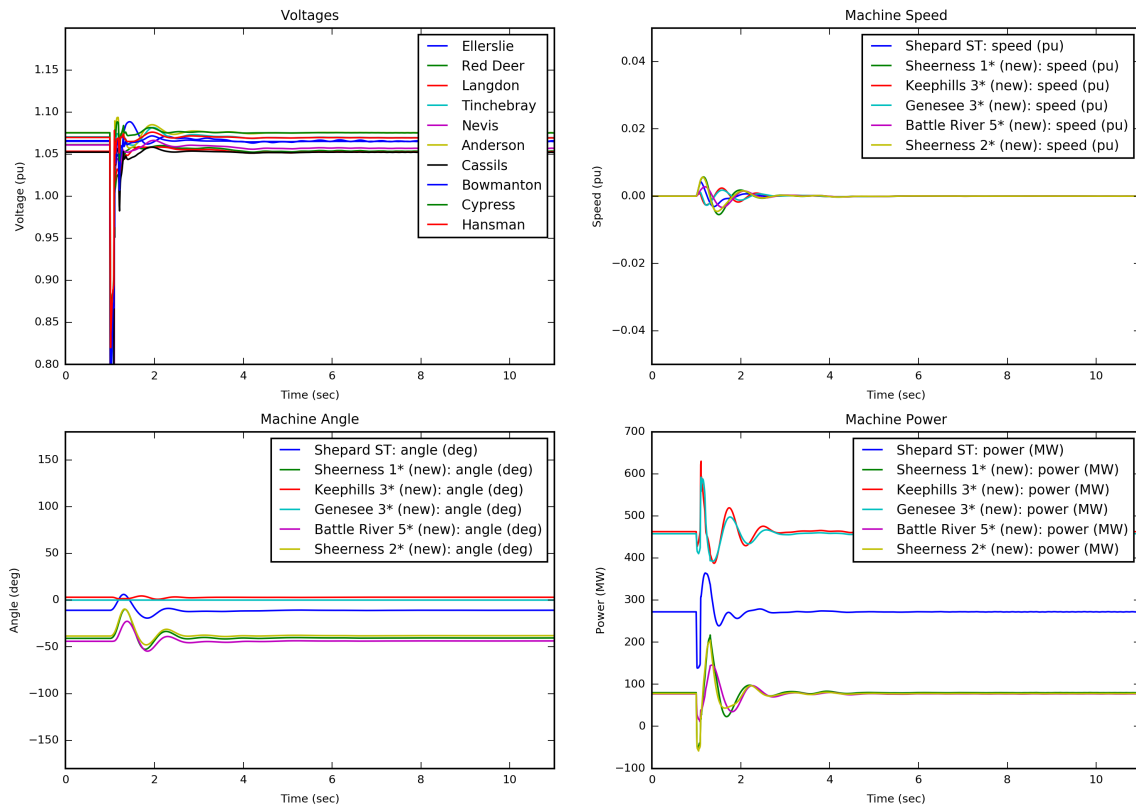 Voltages
1.15
1.10
1.05
1.00
0.95
0.90
0.85
0.80
Voltage (pu)
Ellerslie
Red Deer
Langdon
Tinchebray
Nevis
Anderson
Cassils
Bowmanton
Cypress
Hansman
0 2 4 6 8 10
Time (sec)
Machine Speed
0.04
0.02
0.00
−0.02
−0.04
Speed (pu)
Shepard ST: speed (pu)
Sheerness 1* (new): speed (pu)
Keephills 3* (new): speed (pu)
Genesee 3* (new): speed (pu)
Battle River 5* (new): speed (pu)
Sheerness 2* (new): speed (pu)
0 2 4 6 8 10
Time (sec)
Machine Angle
150
100
50
0
−50
−100
−150
Angle (deg)
Shepard ST: angle (deg)
Sheerness 1* (new): angle (deg)
Keephills 3* (new): angle (deg)
Genesee 3* (new): angle (deg)
Battle River 5* (new): angle (deg)
Sheerness 2* (new): angle (deg)
0 2 4 6 8 10
Time (sec)
Machine Power
700
600
500
400
300
200
100
0
−100
Power (MW)
Shepard ST: power (MW)
Sheerness 1* (new): power (MW)
Keephills 3* (new): power (MW)
Genesee 3* (new): power (MW)
Battle River 5* (new): power (MW)
Sheerness 2* (new): power (MW)
0 2 4 6 8 10
Time (sec)